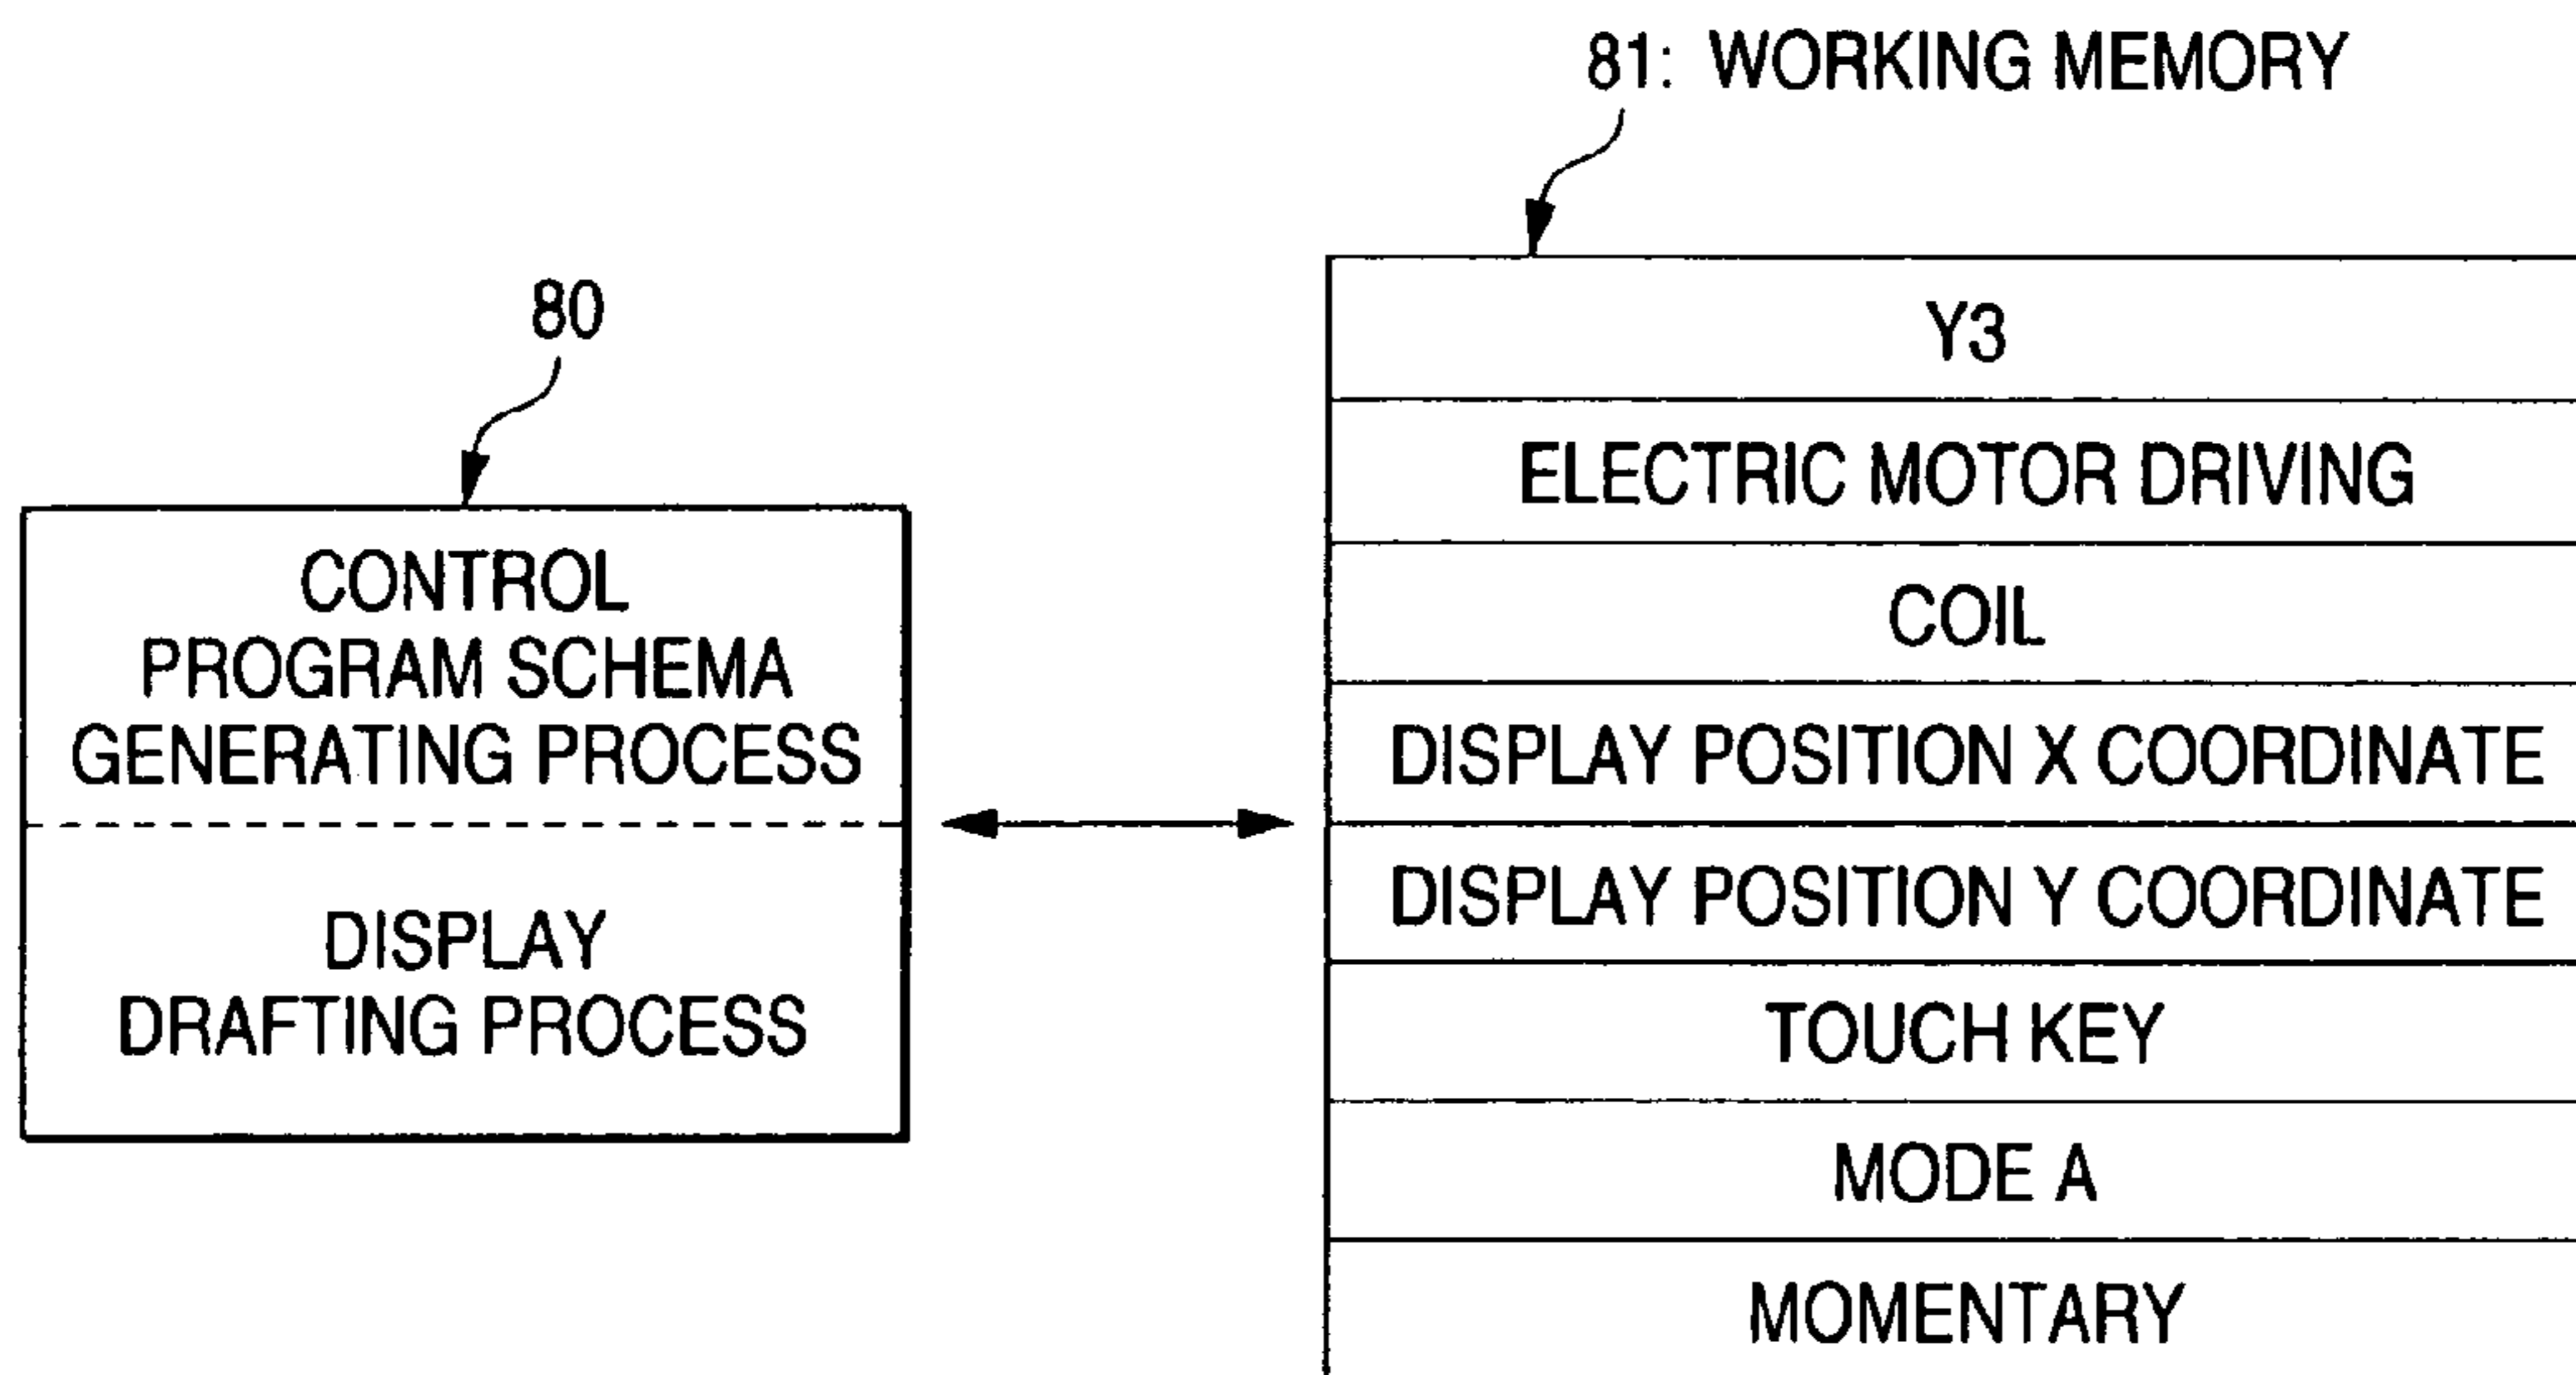 81: WORKING MEMORY
80
CONTROL
PROGRAM SCHEMA
GENERATING PROCESS
DISPLAY
DRAFTING PROCESS
Y3
ELECTRIC MOTOR DRIVING
COIL
DISPLAY POSITION X COORDINATE
DISPLAY POSITION Y COORDINATE
TOUCH KEY
MODE A
MOMENTARY